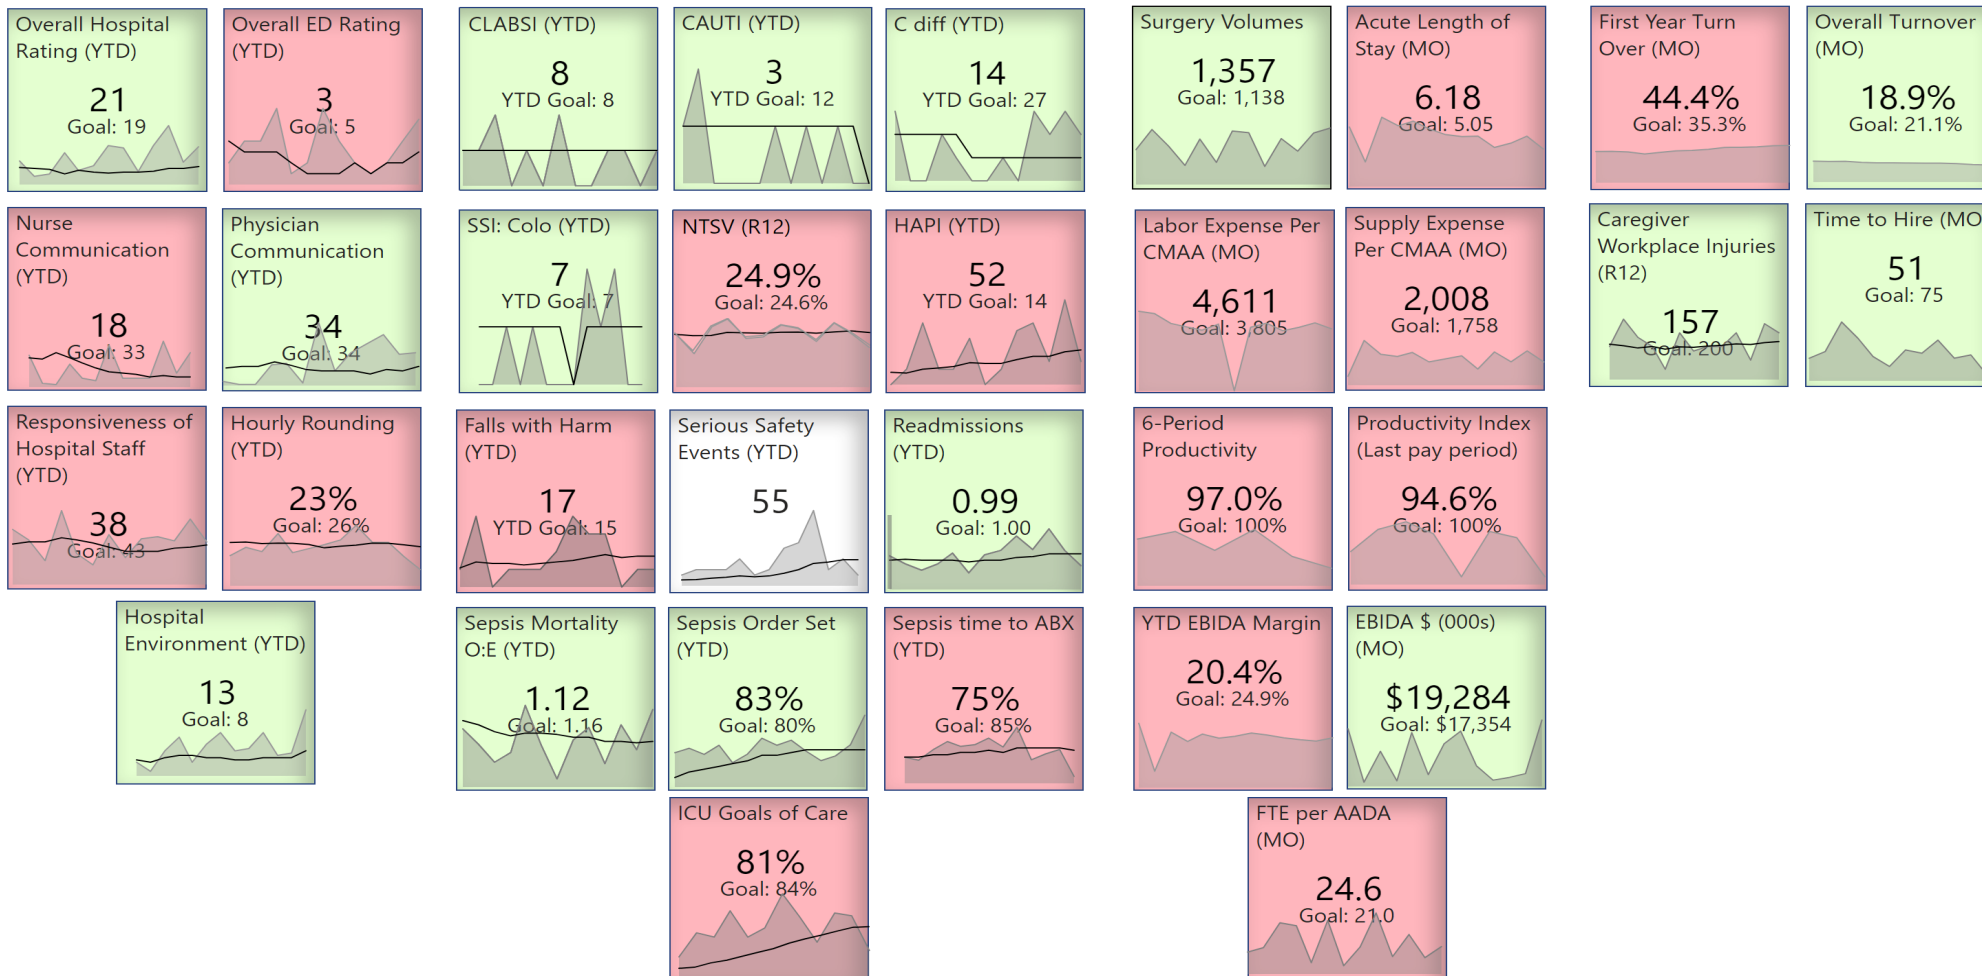 Overall Hospital
Rating (YTD)
21
Goal: 19
Overall ED Rating
(YTD)
3
Goal: 5
CLABSI (YTD)
8
YTD Goal: 8
CAUTI (YTD)
3
YTD Goal: 12
C diff (YTD)
14
YTD Goal: 27
Surgery Volumes
1,357
Goal: 1,138
Acute Length of
Stay (MO)
6.18
Goal: 5.05
First Year Turn
Over (MO)
44.4%
Goal: 35.3%
Overall Turnover
(MO)
18.9%
Goal: 21.1%
Nurse
Communication
(YTD)
18
Goal: 33
Physician
Communication
(YTD)
34
Goal: 34
SSI: Colo (YTD)
7
YTD Goal: 7
NTSV (R12)
24.9%
Goal: 24.6%
HAPI (YTD)
52
YTD Goal: 14
Labor Expense Per
CMAA (MO)
4,611
Goal: 3,805
Supply Expense
Per CMAA (MO)
2,008
Goal: 1,758
Caregiver
Workplace Injuries
(R12)
157
Goal: 200
Time to Hire (MO
51
Goal: 75
Responsiveness of
Hospital Staff
(YTD)
38
Goal: 43
Hourly Rounding
(YTD)
23%
Goal: 26%
Falls with Harm
(YTD)
17
YTD Goal: 15
Serious Safety
Events (YTD)
55
Readmissions
(YTD)
0.99
Goal: 1.00
6-Period
Productivity
97.0%
Goal: 100%
Productivity Index
(Last pay period)
94.6%
Goal: 100%
Hospital
Environment (YTD)
13
Goal: 8
Sepsis Mortality
O:E (YTD)
1.12
Goal: 1.16
Sepsis Order Set
(YTD)
83%
Goal: 80%
Sepsis time to ABX
(YTD)
75%
Goal: 85%
YTD EBIDA Margin
20.4%
Goal: 24.9%
EBIDA $ (000s)
(MO)
$19,284
Goal: $17,354
ICU Goals of Care
81%
Goal: 84%
FTE per AADA
(MO)
24.6
Goal: 21.0